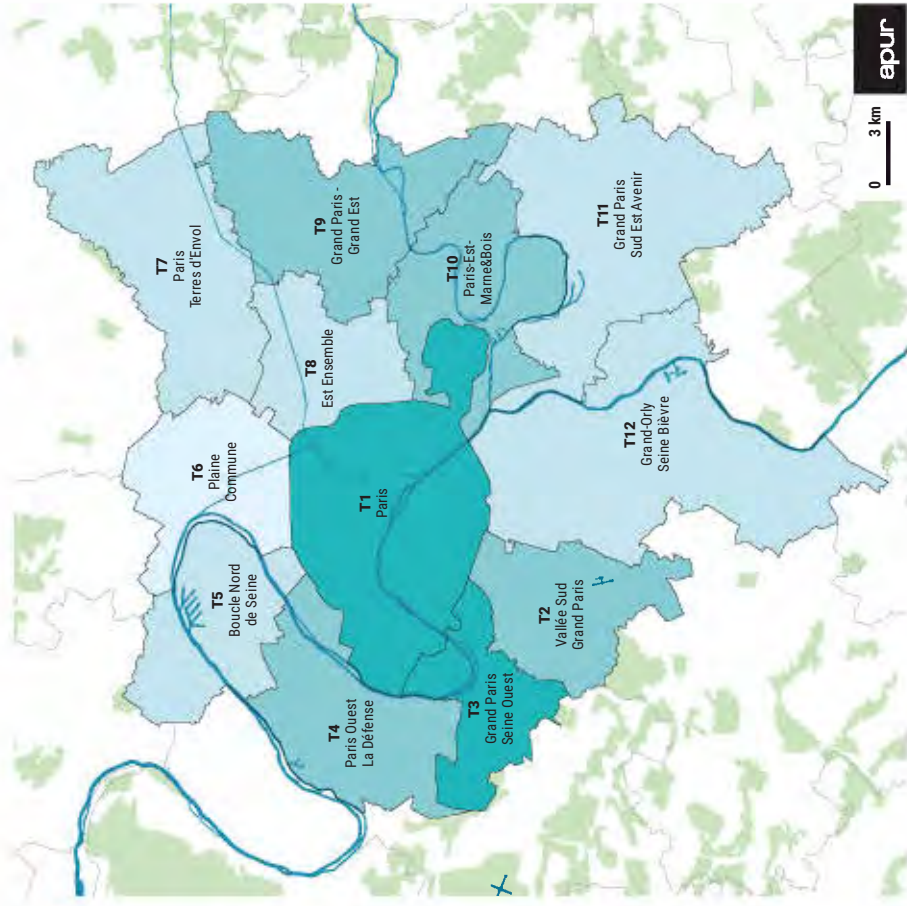 T7
Paris
Terres d'Envol
T6
Plaine
Commune
T9
Grand Paris -
Grand Est
T5
Boucle Nord
de Seine
T8
Est Ensemble
T10
Paris-Est-
Marne&Bois
T1
Paris
T4
Paris Ouest
La Défense
T3
Grand Paris
Seine Ouest
T2
Vallée Sud
Grand Paris
T12
Grand-Orly
Seine Bièvre
T11
Grand Paris
Sud Est Avenir
0 3 km
apur